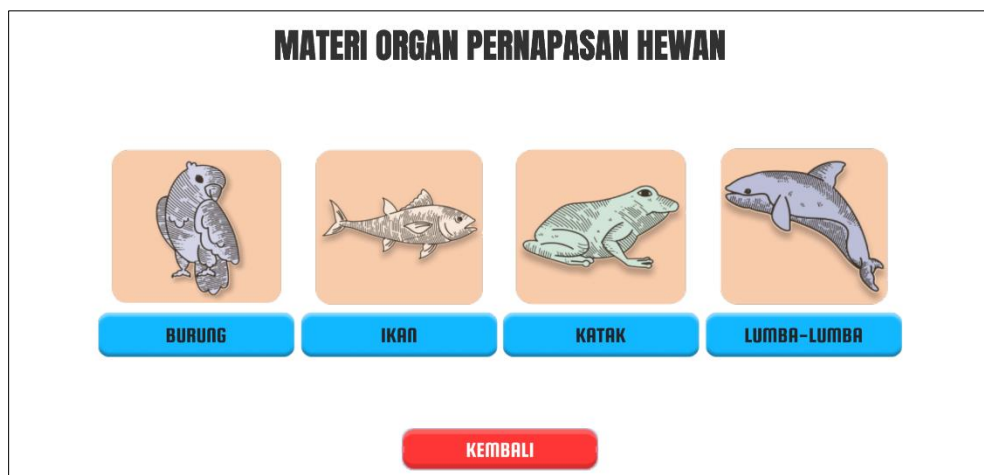 MATERI ORGAN PERNAPASAN HEWAN
BURUNG
IKAN
KATAK
LUMBA-LUMBA
KEMBALI